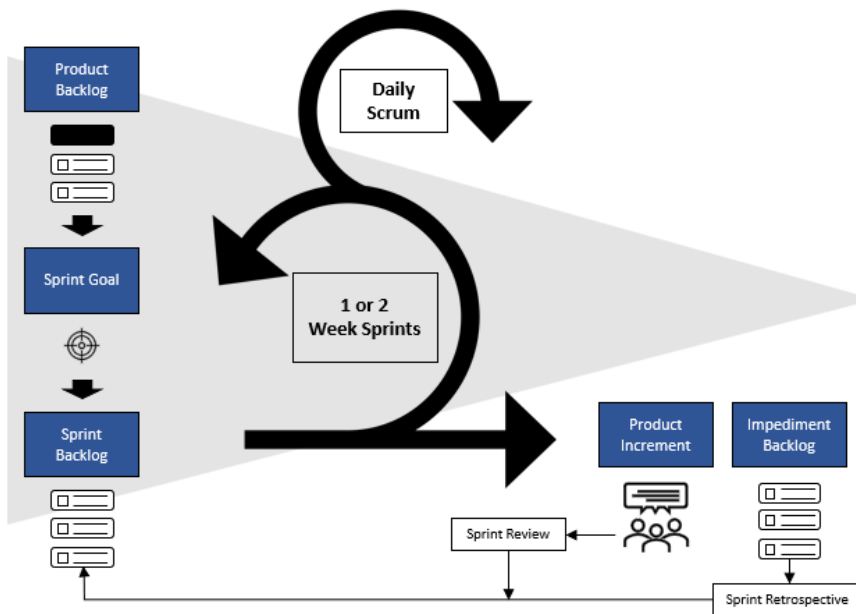 Product
Backlog
Daily
Scrum
Sprint Goal
1 or 2
Week Sprints
Sprint
Backlog
Product
Increment
Impediment
Backlog
Sprint Review
Sprint Retrospective